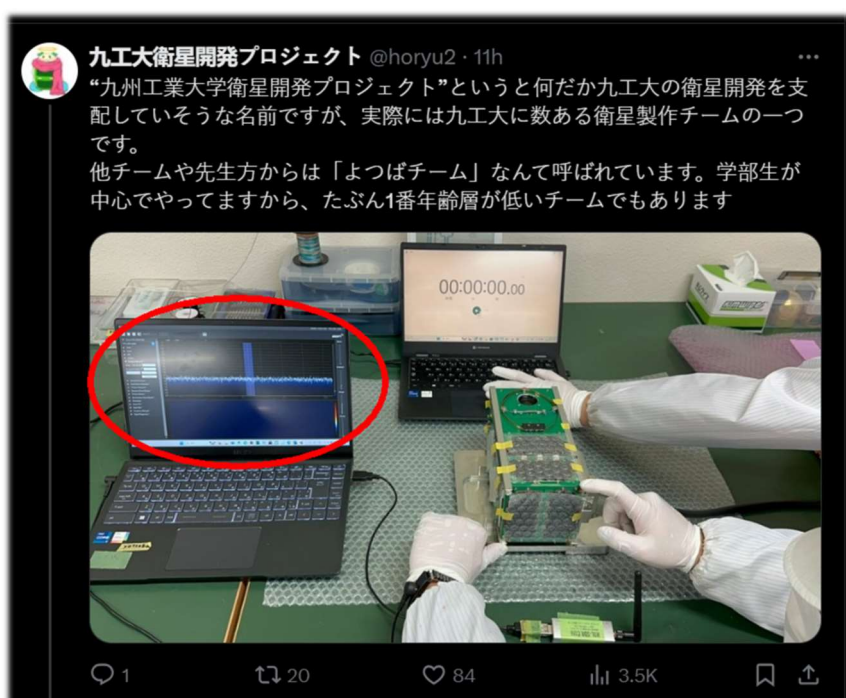 九工大衛星開発プロジェクト @horyu2 · 11h
“九州工業大学衛星開発プロジェクト”というと何だか九工大の衛星開発を支
配していそうな名前ですが、実際には九工大に数ある衛星製作チームの一つ
です。
他チームや先生方からは「よつばチーム」なんて呼ばれています。学部生が
中心でやってますから、たぶん1番年齢層が低いチームでもあります
00:00:00.00
1 20 84 3.5K